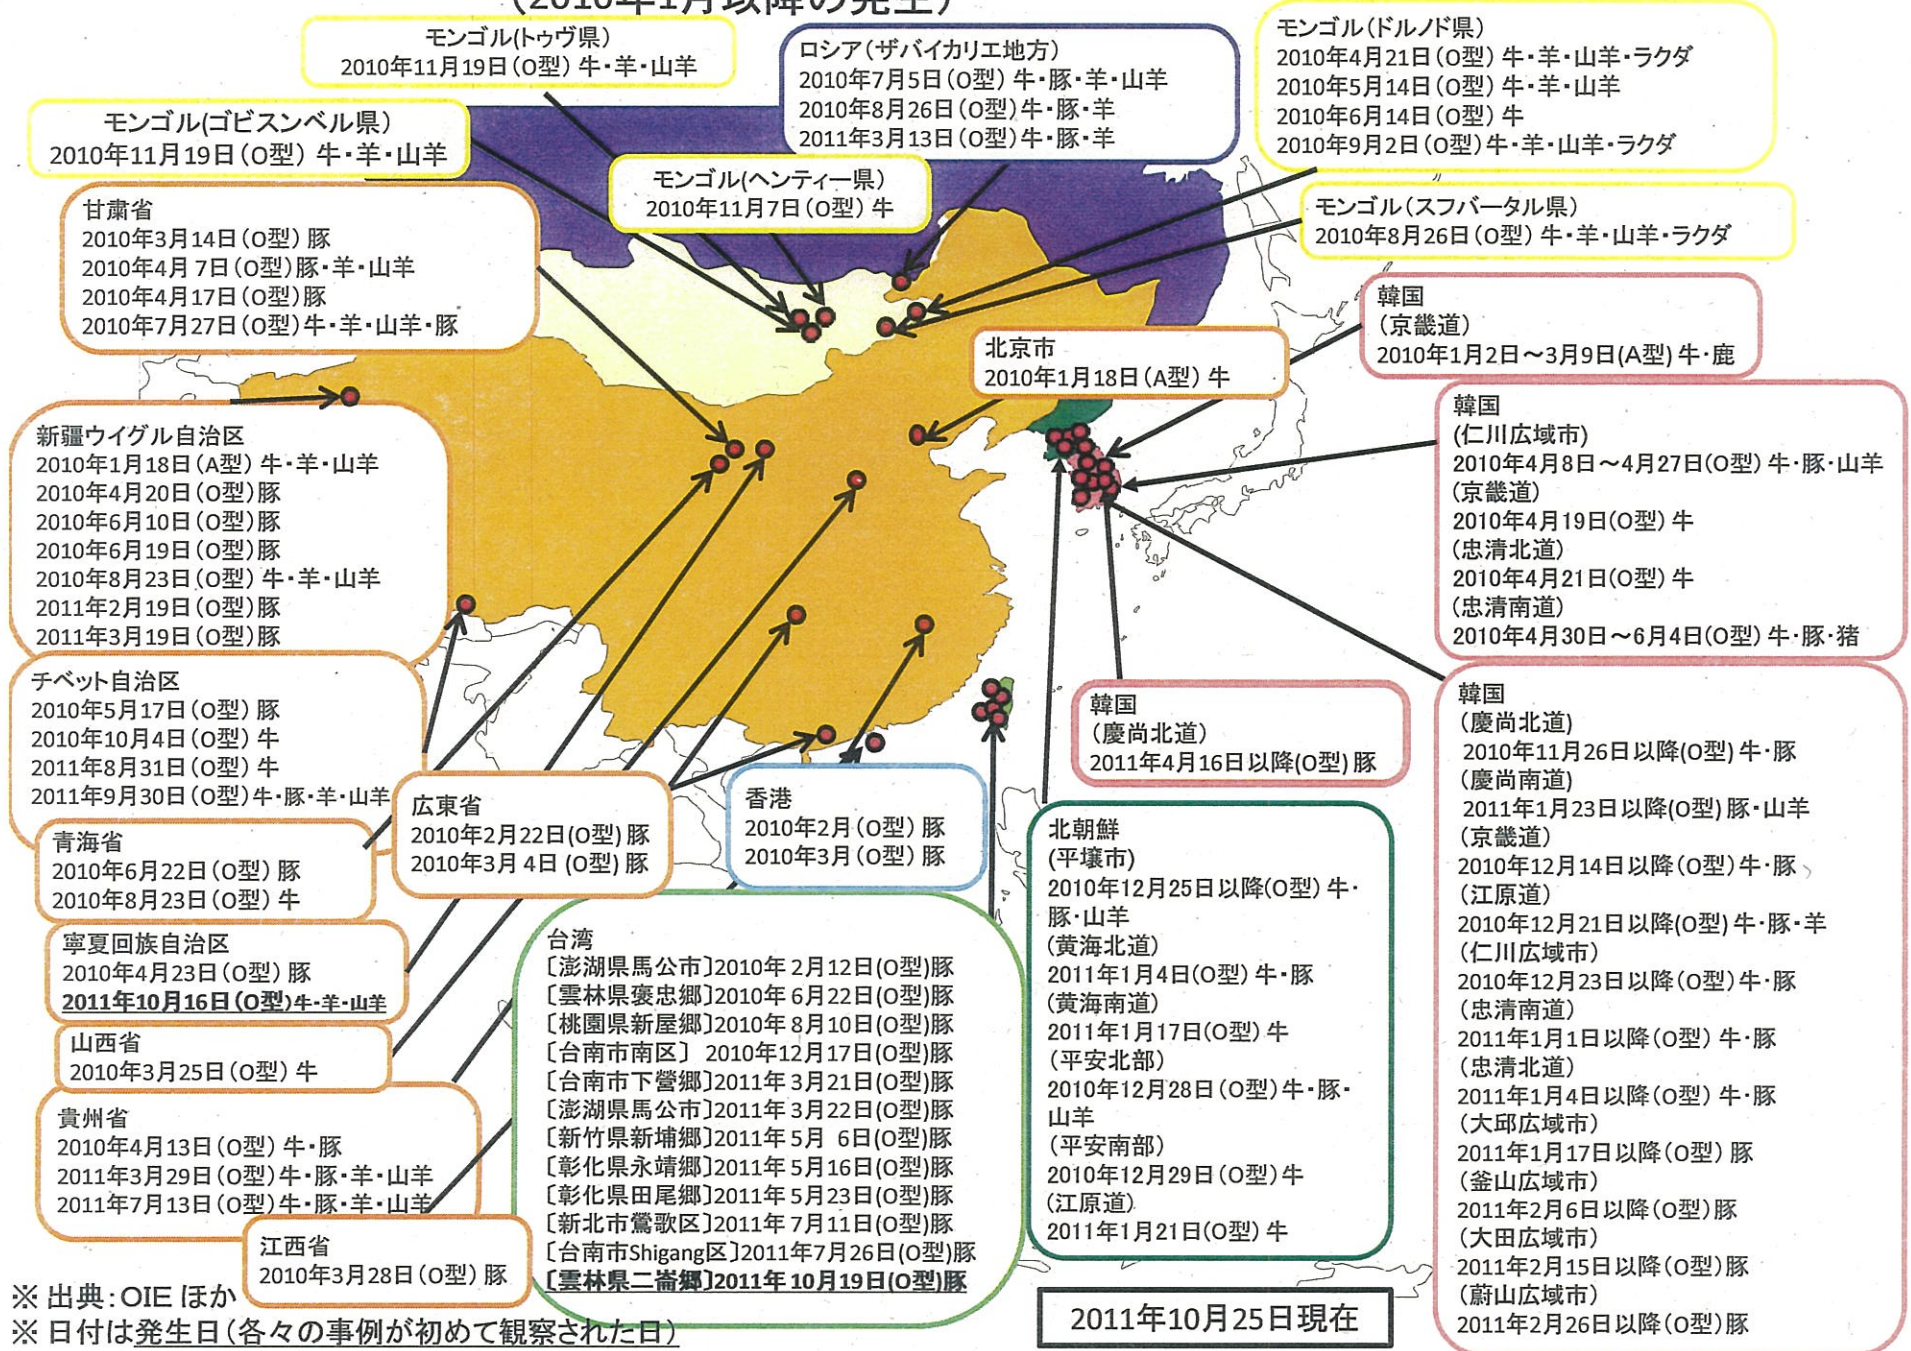 (2010年1月以降の発生)
モンゴル(トゥヴ県)
2010年11月19日(O型) 牛・羊・山羊
ロシア(ザバイカリエ地方)
2010年7月5日(O型) 牛・豚・羊・山羊
2010年8月26日(O型)牛・豚・羊
2011年3月13日(O型)牛・豚・羊
モンゴル(ドルノド県)
2010年4月21日(O型) 牛・羊・山羊・ラクダ
2010年5月14日(O型) 牛・羊・山羊
2010年6月14日(O型) 牛
2010年9月2日(O型) 牛・羊・山羊・ラクダ
モンゴル(ゴビスンベル県)
2010年11月19日(O型) 牛・羊・山羊
モンゴル(ヘンティー県)
2010年11月7日(O型) 牛
モンゴル(スフバータル県)
2010年8月26日(O型) 牛・羊・山羊・ラクダ
甘粛省
2010年3月14日(O型) 豚
2010年4月7日(O型)豚・羊・山羊
2010年4月17日(O型)豚
2010年7月27日(O型)牛・羊・山羊・豚
韓国
(京畿道)
2010年1月2日～3月9日(A型) 牛・鹿
北京市
2010年1月18日(A型) 牛
韓国
(仁川広域市)
2010年4月8日～4月27日(O型) 牛・豚・山羊
(京畿道)
2010年4月19日(O型) 牛
(忠清北道)
2010年4月21日(O型) 牛
(忠清南道)
2010年4月30日～6月4日(O型) 牛・豚・猪
新疆ウイグル自治区
2010年1月18日(A型) 牛・羊・山羊
2010年4月20日(O型)豚
2010年6月10日(O型)豚
2010年6月19日(O型)豚
2010年8月23日(O型) 牛・羊・山羊
2011年2月19日(O型)豚
2011年3月19日(O型)豚
チベット自治区
2010年5月17日(O型) 豚
2010年10月4日(O型) 牛
2011年8月31日(O型) 牛
2011年9月30日(O型)牛・豚・羊・山羊
韓国
(慶尚北道)
2011年4月16日以降(O型) 豚
韓国
(慶尚北道)
2010年11月26日以降(O型) 牛・豚
(慶尚南道)
2011年1月23日以降(O型) 豚・山羊
(京畿道)
2010年12月14日以降(O型)牛・豚
(江原道)
2010年12月21日以降(O型) 牛・豚・羊
(仁川広域市)
2010年12月23日以降(O型)牛・豚
(忠清南道)
2011年1月1日以降(O型) 牛・豚
(忠清北道)
2011年1月4日以降(O型) 牛・豚
(大邱広域市)
2011年1月17日以降(O型) 豚
(釜山広域市)
2011年2月6日以降(O型)豚
(大田広域市)
2011年2月15日以降(O型)豚
(蔚山広域市)
2011年2月26日以降(O型)豚
青海省
2010年6月22日(O型) 豚
2010年8月23日(O型) 牛
広東省
2010年2月22日(O型) 豚
2010年3月4日(O型) 豚
香港
2010年2月(O型) 豚
2010年3月(O型) 豚
北朝鮮
(平壌市)
2010年12月25日以降(O型) 牛・
豚・山羊
(黄海北道)
2011年1月4日(O型) 牛・豚
(黄海南道)
2011年1月17日(O型) 牛
(平安北部)
2010年12月28日(O型) 牛・豚・
山羊
(平安南部)
2010年12月29日(O型) 牛
(江原道)
2011年1月21日(O型) 牛
寧夏回族自治区
2010年4月23日(O型) 豚
2011年10月16日(O型)牛・羊・山羊
山西省
2010年3月25日(O型) 牛
貴州省
2010年4月13日(O型) 牛・豚
2011年3月29日(O型)牛・豚・羊・山羊
2011年7月13日(O型)牛・豚・羊・山羊
江西省
2010年3月28日(O型) 豚
台湾
〔澎湖県馬公市〕2010年2月12日(O型)豚
〔雲林県褒忠郷〕2010年6月22日(O型)豚
〔桃園県新屋郷〕2010年8月10日(O型)豚
〔台南市南区〕 2010年12月17日(O型)豚
〔台南市下營郷〕2011年3月21日(O型)豚
〔澎湖県馬公市〕2011年3月22日(O型)豚
〔新竹県新埔郷〕2011年5月 6日(O型)豚
〔彰化県永靖郷〕2011年5月16日(O型)豚
〔彰化県田尾郷〕2011年5月23日(O型)豚
〔新北市鶯歌区〕2011年7月11日(O型)豚
〔台南市Shigang区〕2011年7月26日(O型)豚
〔雲林県二崙郷〕2011年10月19日(O型)豚
※ 出典:OIE ほか
※ 日付は発生日(各々の事例が初めて観察された日)
2011年10月25日現在